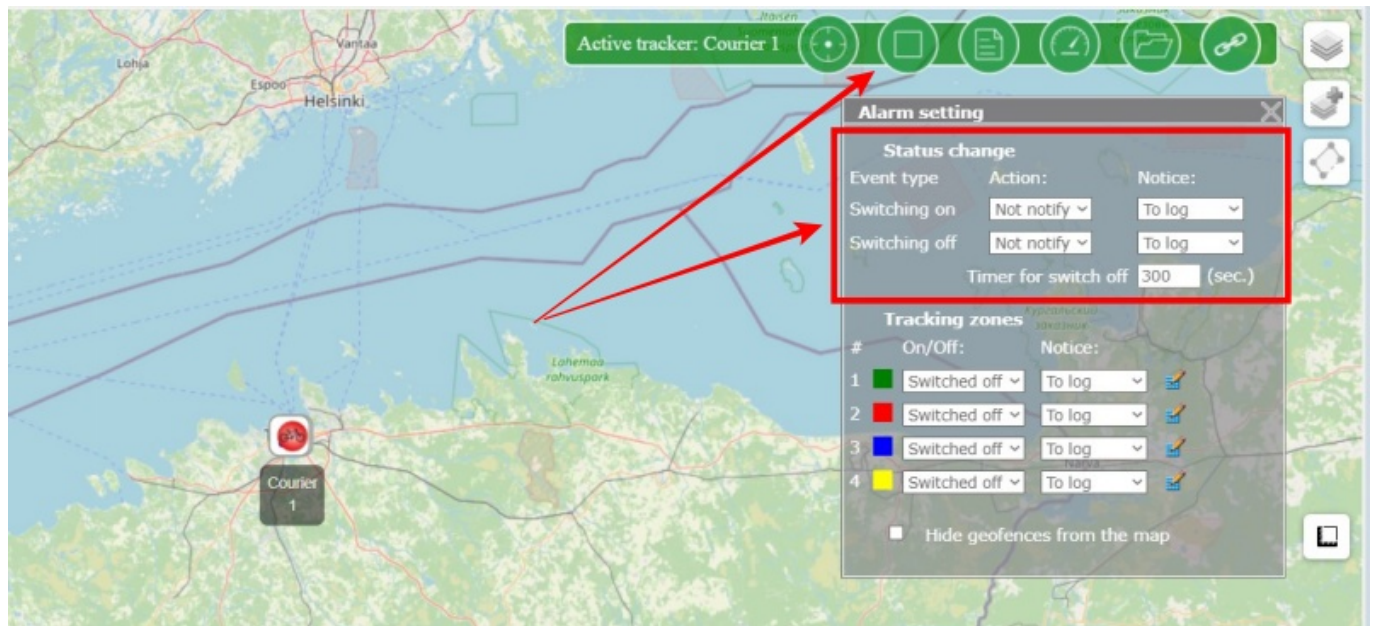 Lohja
Vantaa
Espoo
Helsinki
Active tracker: Courier 1
Alarm setting
Status change
Event type Action: Notice:
Switching on Not notify To log
Switching off Not notify To log
Timer for switch off 300 (sec.)
Tracking zones
# On/Off: Notice:
1 Switched off To log
2 Switched off To log
3 Switched off To log
4 Switched off To log
Narva
Hide geofences from the map
Lahemaa
rahvuspark
Кургальский
заказник
Courier
1